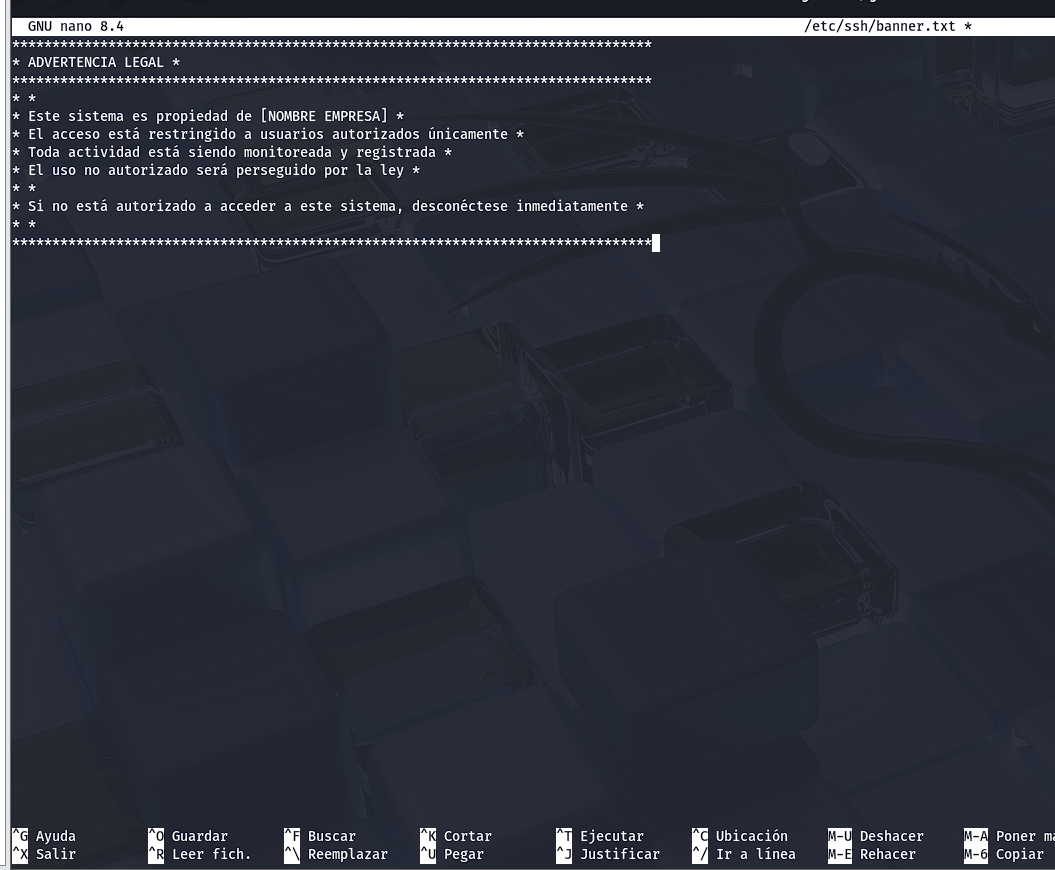 GNU nano 8.4 /etc/ssh/banner.txt *
********************************************************************************
* ADVERTENCIA LEGAL *
********************************************************************************
* *
* Este sistema es propiedad de [NOMBRE EMPRESA] *
* El acceso está restringido a usuarios autorizados únicamente *
* Toda actividad está siendo monitoreada y registrada *
* El uso no autorizado será perseguido por la ley *
* *
* Si no está autorizado a acceder a este sistema, desconéctese inmediatamente *
* *
********************************************************************************
^G Ayuda ^O Guardar ^F Buscar ^K Cortar ^T Ejecutar ^C Ubicación M-U Deshacer M-A Poner ma
^X Salir ^R Leer fich. ^\ Reemplazar ^U Pegar ^J Justificar ^/ Ir a línea M-E Rehacer M-6 Copiar